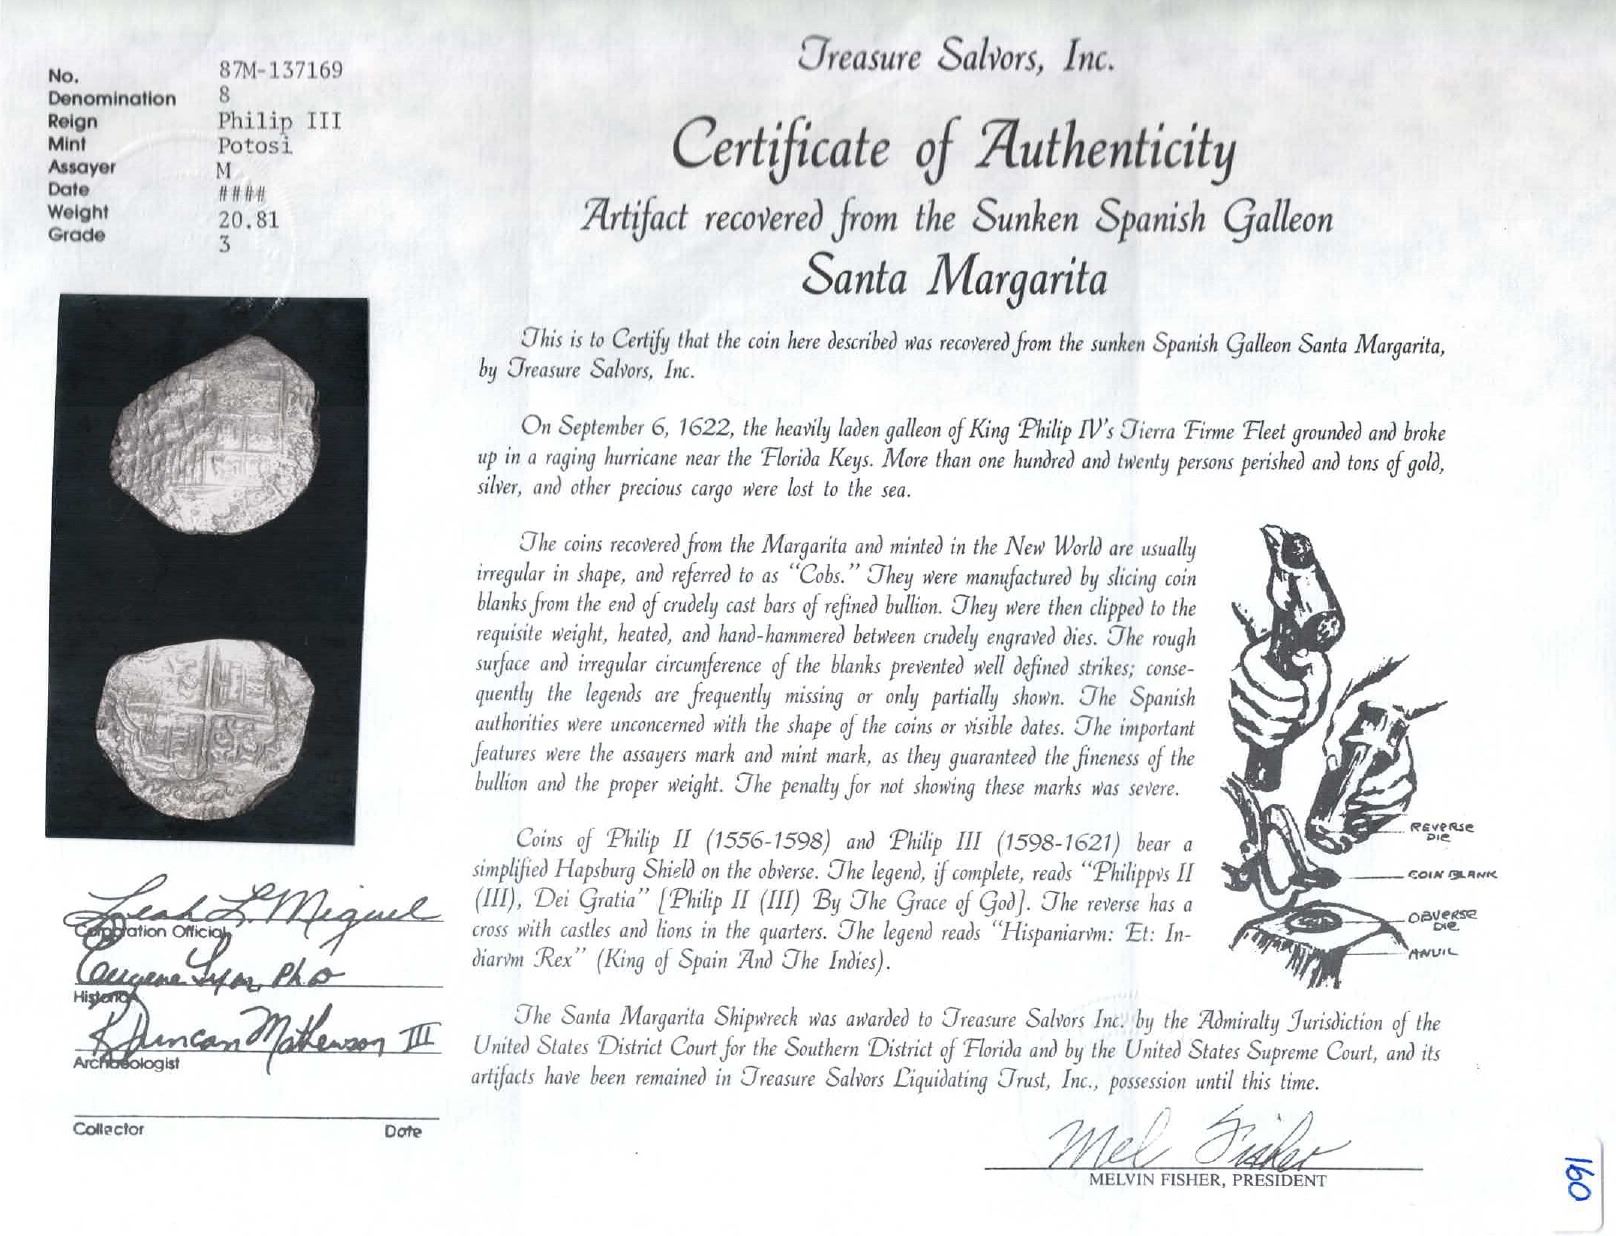 No. 87M-137169
Denomination 8
Reign Philip III
Mint Potosi
Assayer M
Date ####
Weight 20.81
Grade 3
Treasure Salvors, Inc.
Certificate of Authenticity
Artifact recovered from the Sunken Spanish Galleon
Santa Margarita
This is to Certify that the coin here described was recovered from the sunken Spanish Galleon Santa Margarita,
by Treasure Salvors, Inc.
On September 6, 1622, the heavily laden galleon of King Philip IV's Tierra Firme Fleet grounded and broke
up in a raging hurricane near the Florida Keys. More than one hundred and twenty persons perished and tons of gold,
silver, and other precious cargo were lost to the sea.
The coins recovered from the Margarita and minted in the New World are usually
irregular in shape, and referred to as “Cobs.” They were manufactured by slicing coin
blanks from the end of crudely cast bars of refined bullion. They were then clipped to the
requisite weight, heated, and hand-hammered between crudely engraved dies. The rough
surface and irregular circumference of the blanks prevented well defined strikes; conse-
quently the legends are frequently missing or only partially shown. The Spanish
authorities were unconcerned with the shape of the coins or visible dates. The important
features were the assayers mark and mint mark, as they guaranteed the fineness of the
bullion and the proper weight. The penalty for not showing these marks was severe.
Coins of Philip II (1556-1598) and Philip III (1598-1621) bear a
simplified Hapsburg Shield on the obverse. The legend, if complete, reads “Philippvs II
(III), Dei Gratia” [Philip II (III) By The Grace of God]. The reverse has a
cross with castles and lions in the quarters. The legend reads “Hispaniarvm: Et: In-
diarvm Rex” (King of Spain And The Indies).
The Santa Margarita Shipwreck was awarded to Treasure Salvors Inc. by the Admiralty Jurisdiction of the
United States District Court for the Southern District of Florida and by the United States Supreme Court, and its
artifacts have been remained in Treasure Salvors Liquidating Trust, Inc., possession until this time.
REVERSE
DIE
COIN BLANK
OBVERSE
DIE
ANVIL
Leah L. Miguel
Corporation Official
Eugene Lyon, PhD
Historian
R Duncan Mathewson III
Archaeologist
Collector Date
Mel Fisher
MELVIN FISHER, PRESIDENT
160